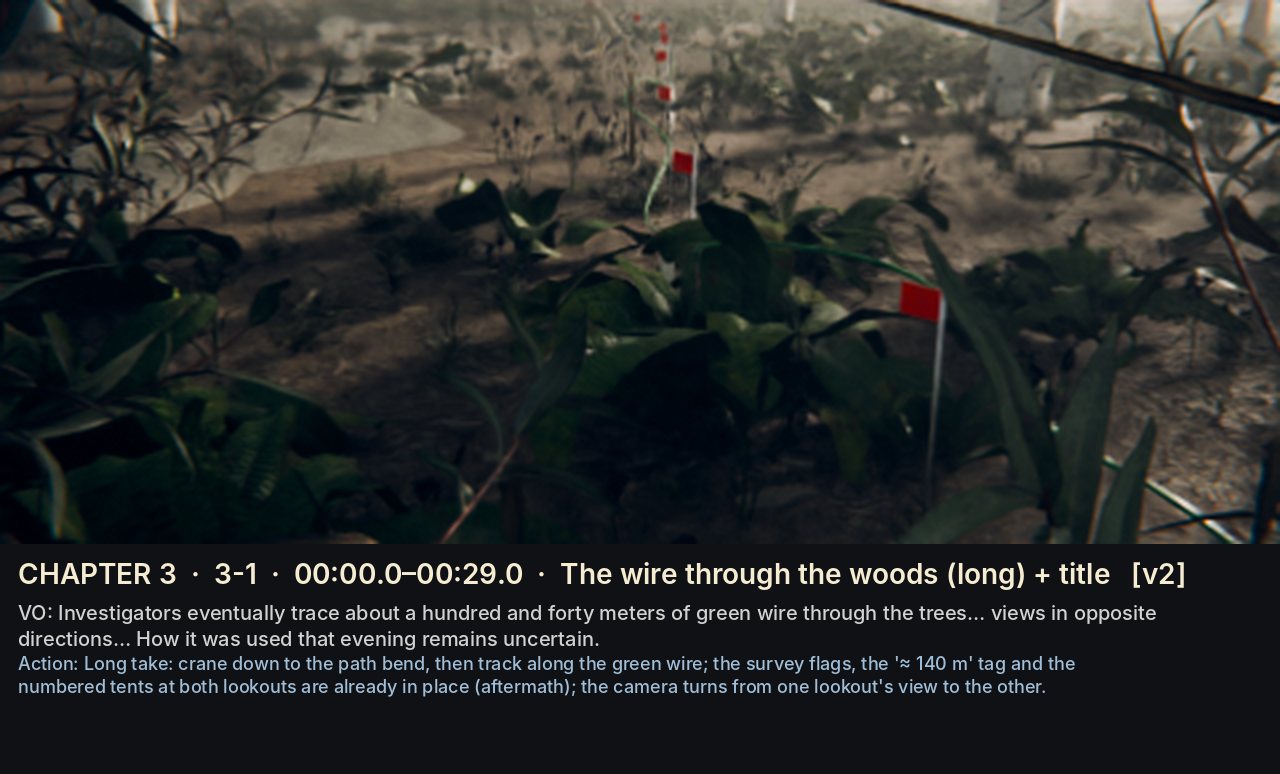 CHAPTER 3 · 3-1 · 00:00.0–00:29.0 · The wire through the woods (long) + title [v2]
VO: Investigators eventually trace about a hundred and forty meters of green wire through the trees... views in opposite
directions... How it was used that evening remains uncertain.
Action: Long take: crane down to the path bend, then track along the green wire; the survey flags, the '≈ 140 m' tag and the
numbered tents at both lookouts are already in place (aftermath); the camera turns from one lookout's view to the other.